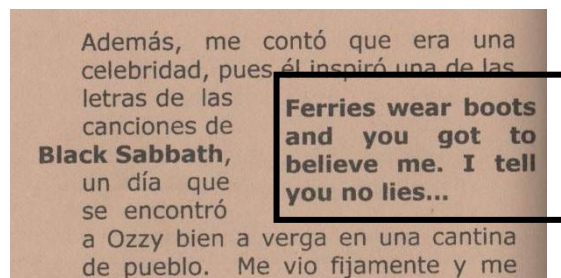 Además, me contó que era una
celebridad, pues él inspiró una de las
letras de las
canciones de
Black Sabbath,
un día que
se encontró
Ferries wear boots
and you got to
believe me. I tell
you no lies...
a Ozzy bien a verga en una cantina
de pueblo. Me vio fijamente y me